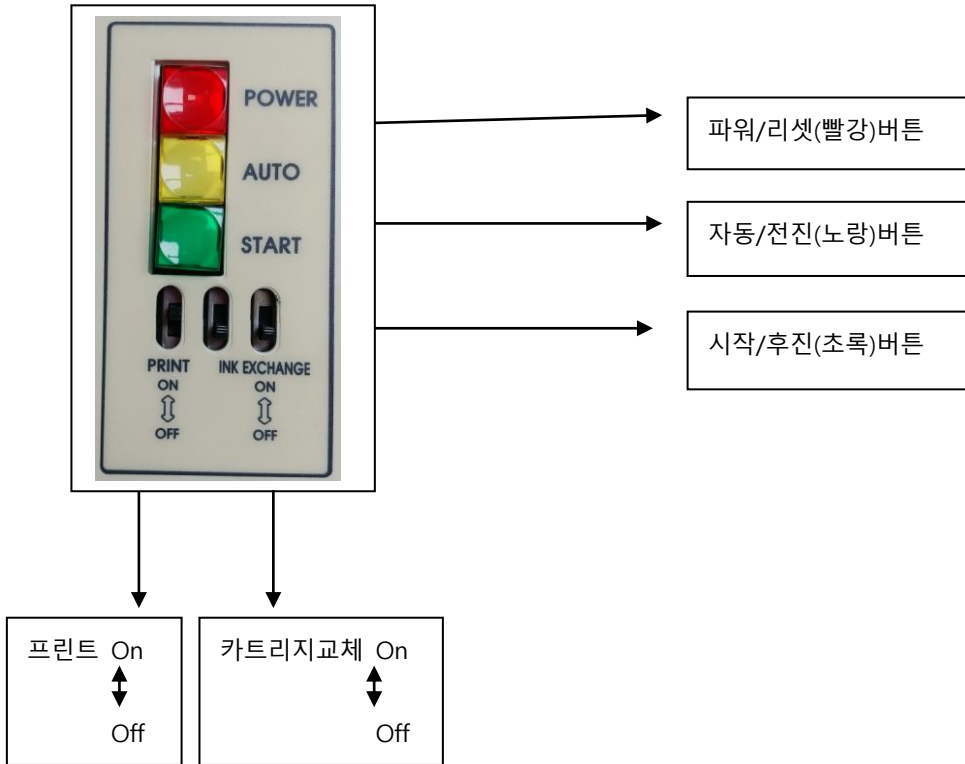 POWER
파워/리셋(빨강)버튼
AUTO
자동/전진(노랑)버튼
START
시작/후진(초록)버튼
PRINT
ON
OFF
INK EXCHANGE
ON
OFF
프린트 On
Off
카트리지교체 On
Off